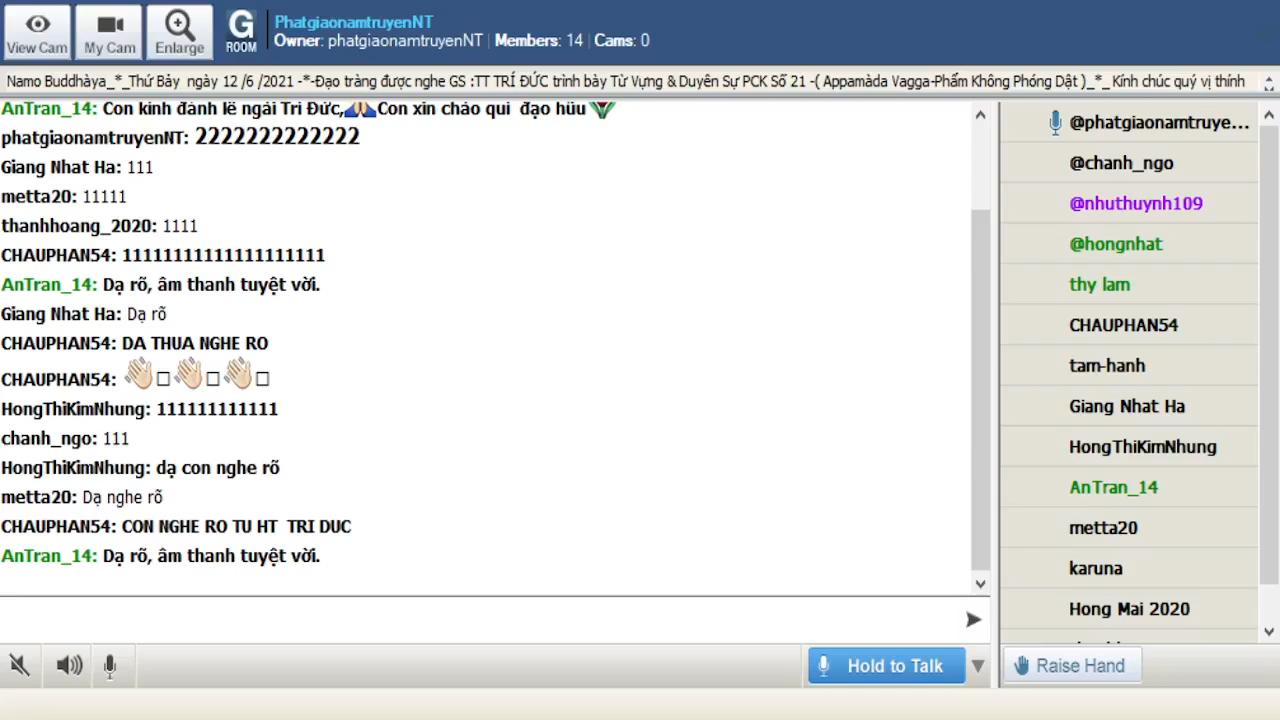 View Cam
My Cam
Enlarge
G
ROOM
PhatgiaonamtruyenNT
Owner: phatgiaonamtruyenNT | Members: 14 | Cams: 0
Namo Buddhàya_*_Thứ Bảy ngày 12 /6 /2021 -*-Đạo tràng được nghe GS :TT TRÍ ĐỨC trình bày Từ Vựng & Duyên Sự PCK Số 21 -( Appamàda Vagga-Phẩm Không Phóng Dật )_*_ Kính chúc quý vị thính
AnTran_14: Con kính đảnh lễ ngài Trí Đức,🙏Con xin chào quí đạo hữu
phatgiaonamtruyenNT: 2222222222222
Giang Nhat Ha: 111
metta20: 11111
thanhhoang_2020: 1111
CHAUPHAN54: 11111111111111111111
AnTran_14: Dạ rõ, âm thanh tuyệt vời.
Giang Nhat Ha: Dạ rõ
CHAUPHAN54: DA THUA NGHE RO
CHAUPHAN54: 👋□👋□👋□
HongThiKimNhung: 111111111111
chanh_ngo: 111
HongThiKimNhung: dạ con nghe rõ
metta20: Dạ nghe rõ
CHAUPHAN54: CON NGHE RO TU HT TRI DUC
AnTran_14: Dạ rõ, âm thanh tuyệt vời.
Hold to Talk
@phatgiaonamtruye...
@chanh_ngo
@nhuthuynh109
@hongnhat
thy lam
CHAUPHAN54
tam-hanh
Giang Nhat Ha
HongThiKimNhung
AnTran_14
metta20
karuna
Hong Mai 2020
Raise Hand